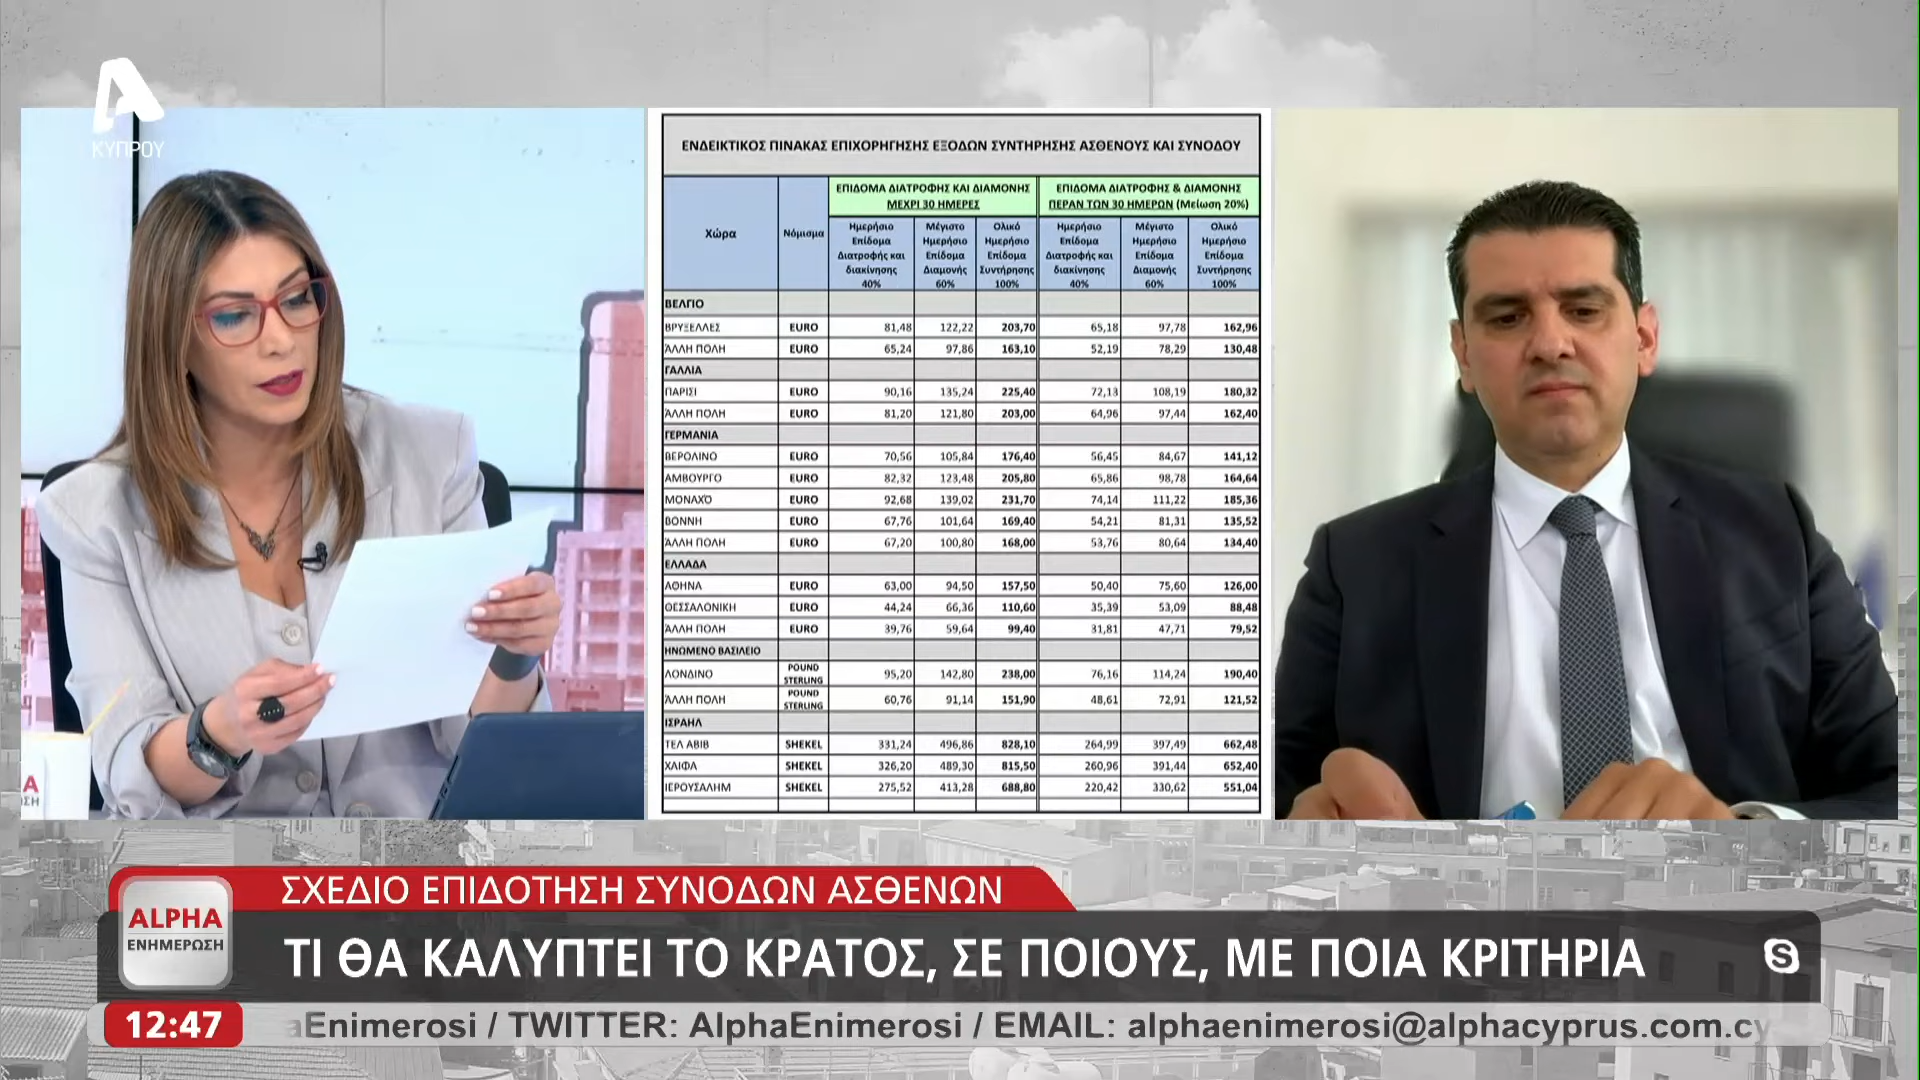 ΚΥΠΡΟΥ
ΕΝΔΕΙΚΤΙΚΟΣ ΠΙΝΑΚΑΣ ΕΠΙΧΟΡΗΓΗΣΗΣ ΕΞΟΔΩΝ ΣΥΝΤΗΡΗΣΗΣ ΑΣΘΕΝΟΥΣ ΚΑΙ ΣΥΝΟΔΟΥ
ΕΠΙΔΟΜΑ ΔΙΑΤΡΟΦΗΣ ΚΑΙ ΔΙΑΜΟΝΗΣ ΜΕΧΡΙ 30 ΗΜΕΡΕΣ
ΕΠΙΔΟΜΑ ΔΙΑΤΡΟΦΗΣ & ΔΙΑΜΟΝΗΣ ΠΕΡΑΝ ΤΩΝ 30 ΗΜΕΡΩΝ (Μείωση 20%)
Χώρα
Νόμισμα
Ημερήσιο Επίδομα Διατροφής και διακίνησης 40%
Μέγιστο Ημερήσιο Επίδομα Διαμονής 60%
Ολικό Ημερήσιο Επίδομα Συντήρησης 100%
Ημερήσιο Επίδομα Διατροφής και διακίνησης 40%
Μέγιστο Ημερήσιο Επίδομα Διαμονής 60%
Ολικό Ημερήσιο Επίδομα Συντήρησης 100%
ΒΕΛΓΙΟ
ΒΡΥΞΕΛΛΕΣ EURO 81,48 122,22 203,70 65,18 97,78 162,96
ΆΛΛΗ ΠΟΛΗ EURO 65,24 97,86 163,10 52,19 78,29 130,48
ΓΑΛΛΙΑ
ΠΑΡΙΣΙ EURO 90,16 135,24 225,40 72,13 108,19 180,32
ΆΛΛΗ ΠΟΛΗ EURO 81,20 121,80 203,00 64,96 97,44 162,40
ΓΕΡΜΑΝΙΑ
ΒΕΡΟΛΙΝΟ EURO 70,56 105,84 176,40 56,45 84,67 141,12
ΑΜΒΟΥΡΓΟ EURO 82,32 123,48 205,80 65,86 98,78 164,64
ΜΟΝΑΧΌ EURO 92,68 139,02 231,70 74,14 111,22 185,36
ΒΟΝΝΗ EURO 67,76 101,64 169,40 54,21 81,31 135,52
ΆΛΛΗ ΠΟΛΗ EURO 67,20 100,80 168,00 53,76 80,64 134,40
ΕΛΛΑΔΑ
ΑΘΗΝΑ EURO 63,00 94,50 157,50 50,40 75,60 126,00
ΘΕΣΣΑΛΟΝΙΚΗ EURO 44,24 66,36 110,60 35,39 53,09 88,48
ΆΛΛΗ ΠΟΛΗ EURO 39,76 59,64 99,40 31,81 47,71 79,52
ΗΝΩΜΕΝΟ ΒΑΣΙΛΕΙΟ
ΛΟΝΔΙΝΟ POUND STERLING 95,20 142,80 238,00 76,16 114,24 190,40
ΆΛΛΗ ΠΟΛΗ POUND STERLING 60,76 91,14 151,90 48,61 72,91 121,52
ΙΣΡΑΗΛ
ΤΕΛ ΑΒΙΒ SHEKEL 331,24 496,86 828,10 264,99 397,49 662,48
ΧΑΙΦΑ SHEKEL 326,20 489,30 815,50 260,96 391,44 652,40
ΙΕΡΟΥΣΑΛΗΜ SHEKEL 275,52 413,28 688,80 220,42 330,62 551,04
ΣΧΕΔΙΟ ΕΠΙΔΟΤΗΣΗ ΣΥΝΟΔΩΝ ΑΣΘΕΝΩΝ
ALPHA
ΕΝΗΜΕΡΩΣΗ
ΤΙ ΘΑ ΚΑΛΥΠΤΕΙ ΤΟ ΚΡΑΤΟΣ, ΣΕ ΠΟΙΟΥΣ, ΜΕ ΠΟΙΑ ΚΡΙΤΗΡΙΑ
12:47
aEnimerosi / TWITTER: AlphaEnimerosi / EMAIL: alphaenimerosi@alphacyprus.com.cy